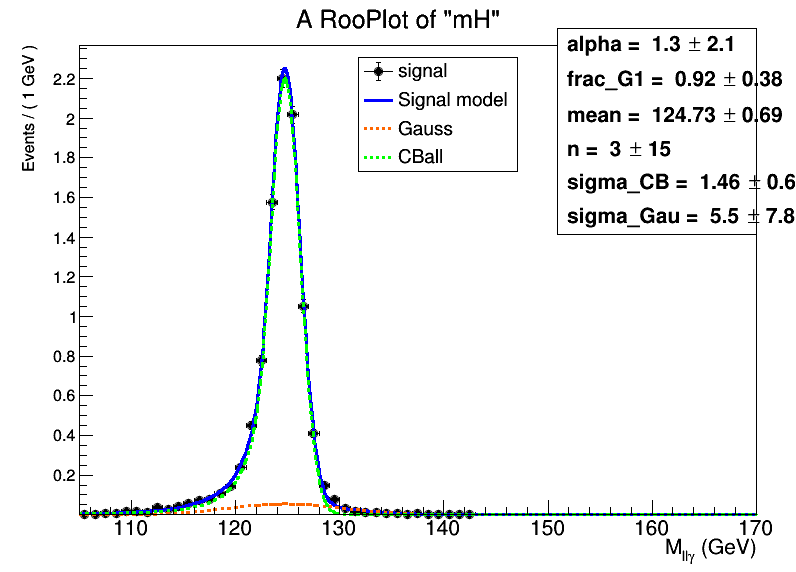 A RooPlot of "mH"
Events / ( 1 GeV )
signal
Signal model
Gauss
CBall
alpha = 1.3 ± 2.1
frac_G1 = 0.92 ± 0.38
mean = 124.73 ± 0.69
n = 3 ± 15
sigma_CB = 1.46 ± 0.6
sigma_Gau = 5.5 ± 7.8
2.2
2
1.8
1.6
1.4
1.2
1
0.8
0.6
0.4
0.2
110 120 130 140 150 160 170
M_llγ (GeV)